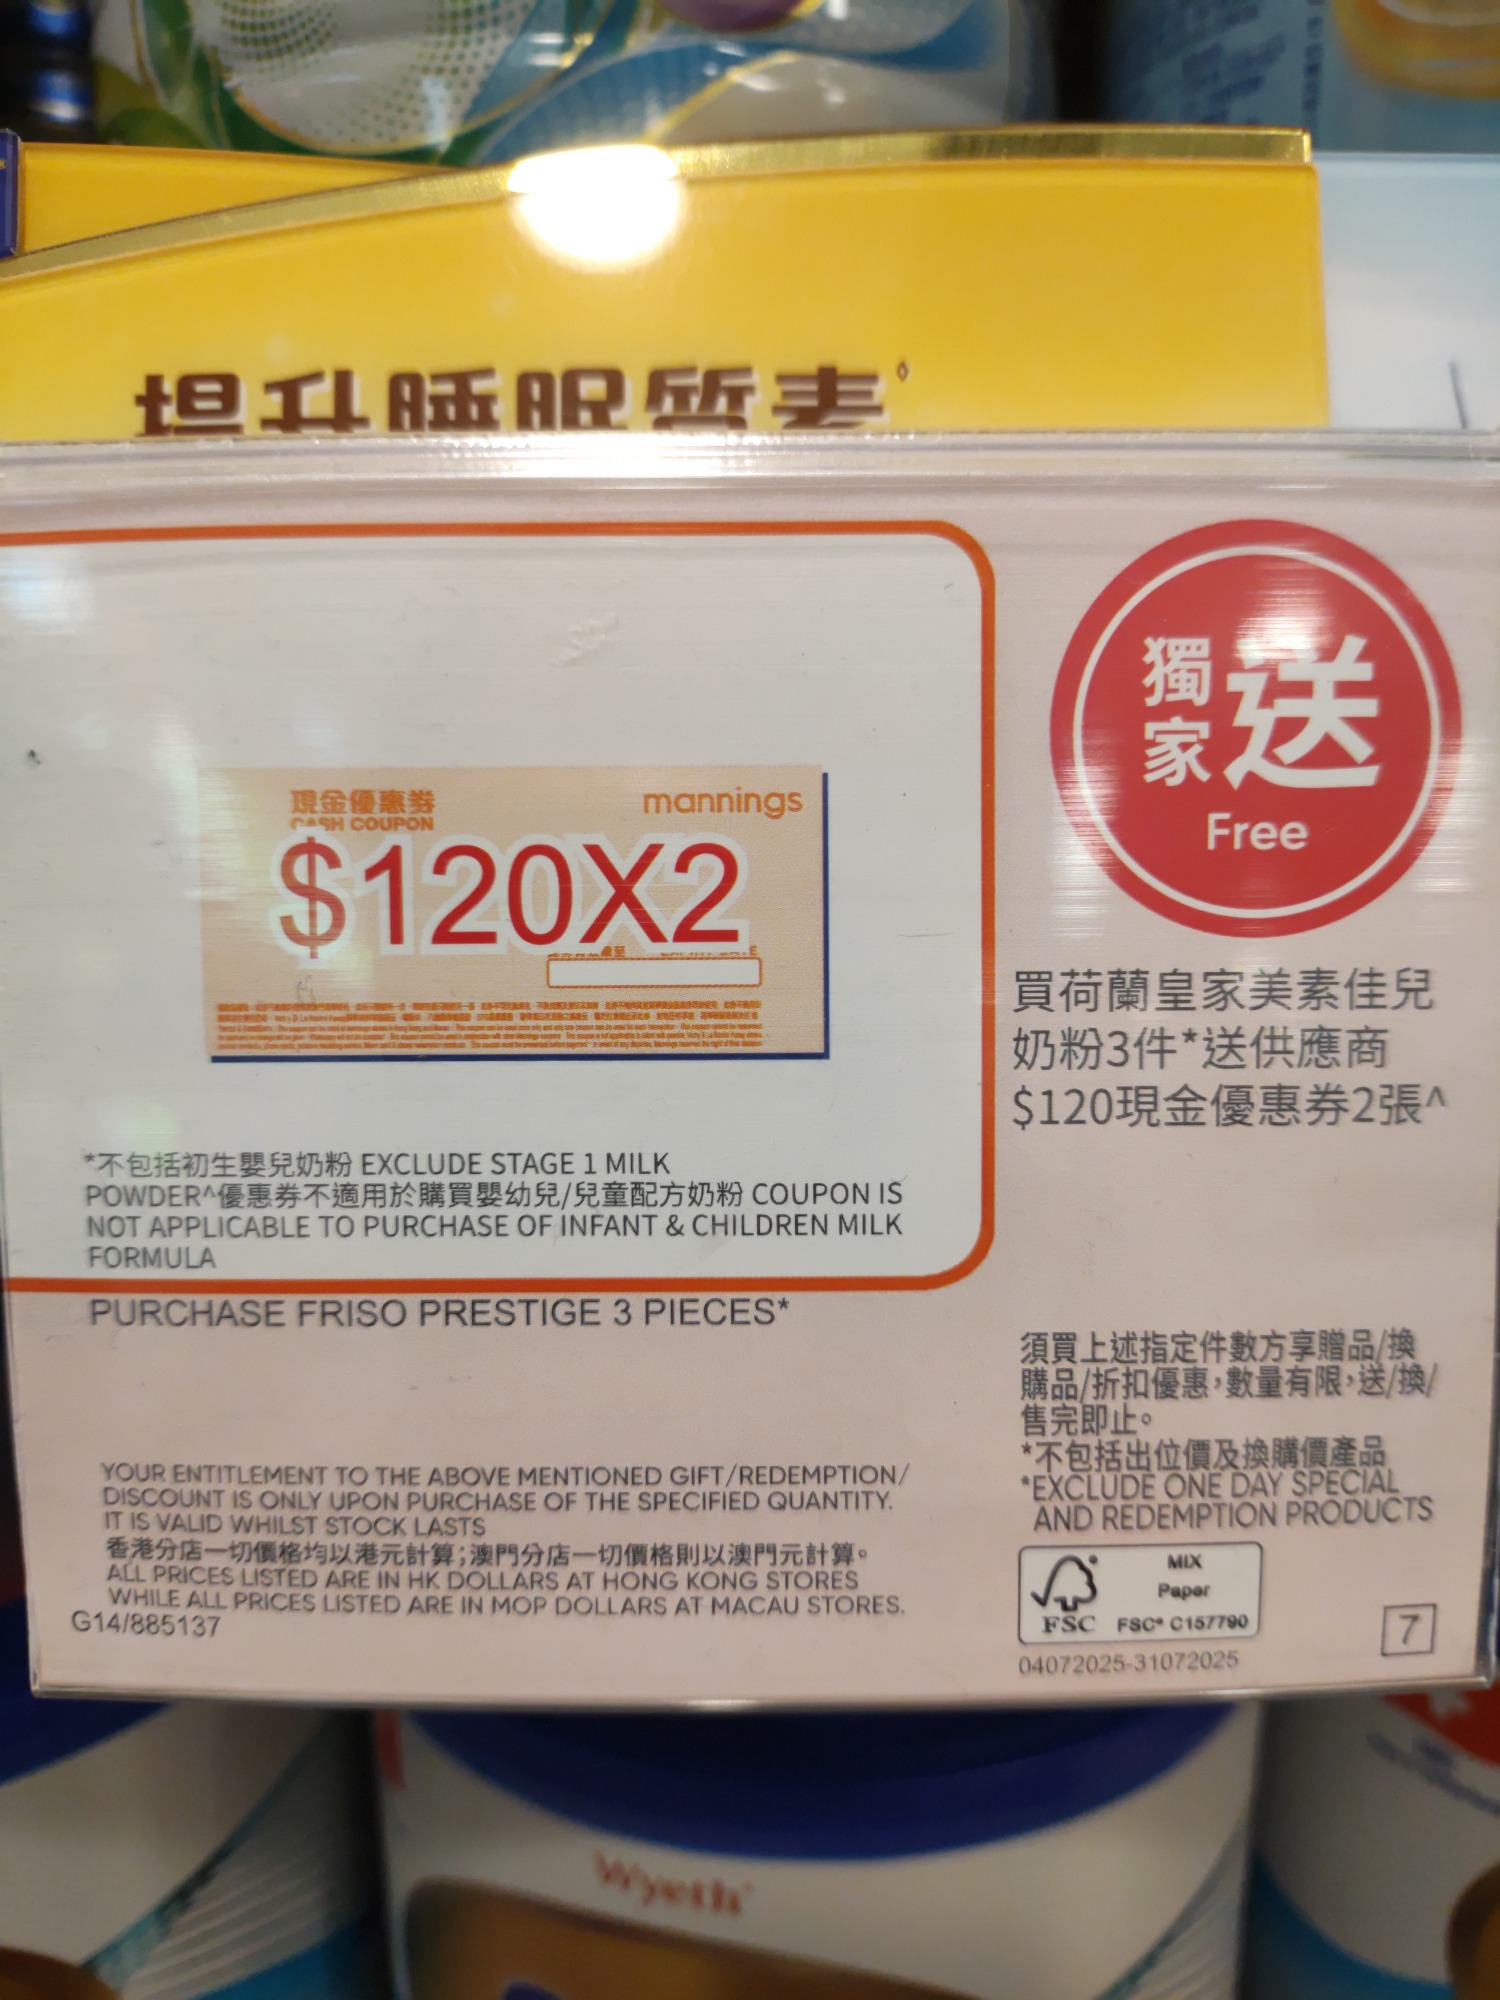 提升睡眠質素◊
現金優惠券
CASH COUPON
mannings
$120X2
獨家送
Free
買荷蘭皇家美素佳兒
奶粉3件*送供應商
$120現金優惠券2張^
*不包括初生嬰兒奶粉 EXCLUDE STAGE 1 MILK
POWDER^優惠券不適用於購買嬰幼兒/兒童配方奶粉 COUPON IS
NOT APPLICABLE TO PURCHASE OF INFANT & CHILDREN MILK
FORMULA
PURCHASE FRISO PRESTIGE 3 PIECES*
須買上述指定件數方享贈品/換
購品/折扣優惠,數量有限,送/換/
售完即止。
*不包括出位價及換購價產品
*EXCLUDE ONE DAY SPECIAL
AND REDEMPTION PRODUCTS
YOUR ENTITLEMENT TO THE ABOVE MENTIONED GIFT/REDEMPTION/
DISCOUNT IS ONLY UPON PURCHASE OF THE SPECIFIED QUANTITY.
IT IS VALID WHILST STOCK LASTS
香港分店一切價格均以港元計算;澳門分店一切價格則以澳門元計算。
ALL PRICES LISTED ARE IN HK DOLLARS AT HONG KONG STORES
WHILE ALL PRICES LISTED ARE IN MOP DOLLARS AT MACAU STORES.
G14/885137
MIX
Paper
FSC
FSC® C157790
7
04072025-31072025
Wyeth®